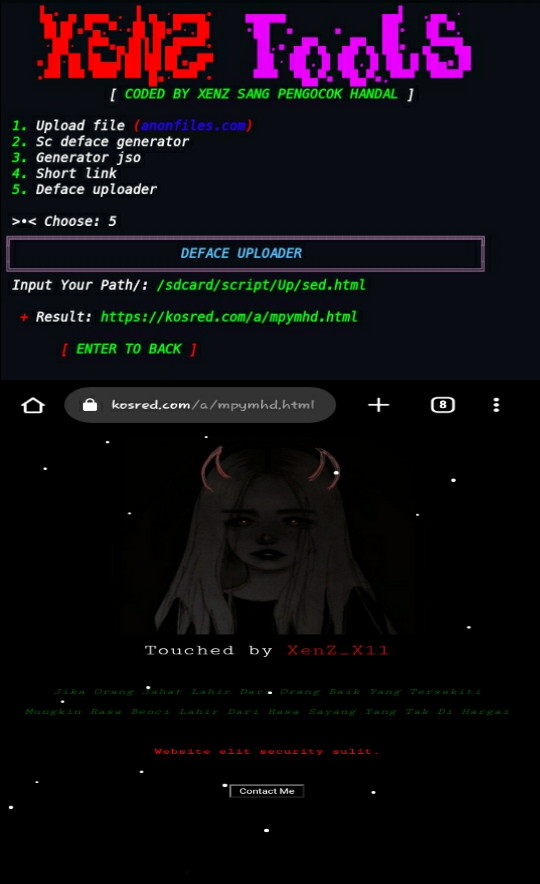 XENZ TooLS
[ CODED BY XENZ SANG PENGOCOK HANDAL ]
1. Upload file (anonfiles.com)
2. Sc deface generator
3. Generator jso
4. Short link
5. Deface uploader
>•< Choose: 5
DEFACE UPLOADER
Input Your Path/: /sdcard/script/Up/sed.html
+ Result: https://kosred.com/a/mpymhd.html
[ ENTER TO BACK ]
kosred.com/a/mpymhd.html
8
Touched by XenZ_X11
Jika Orang Jahat Lahir Dari Orang Baik Yang Tersakiti
Mungkin Rasa Benci Lahir Dari Rasa Sayang Yang Tak Di Hargai
Website elit security sulit.
Contact Me